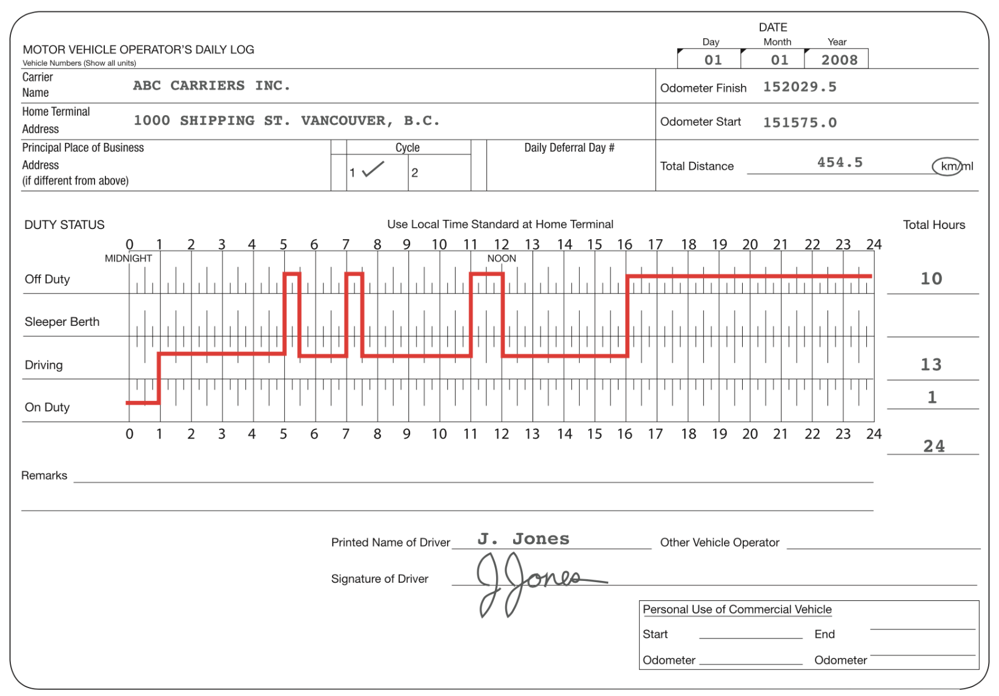 DATE
Day Month Year
MOTOR VEHICLE OPERATOR'S DAILY LOG
Vehicle Numbers (Show all units)
01 01 2008
Carrier
Name
ABC CARRIERS INC.
Odometer Finish 152029.5
Home Terminal
Address
1000 SHIPPING ST. VANCOUVER, B.C.
Odometer Start 151575.0
Principal Place of Business
Address
(if different from above)
Cycle
1 2
Daily Deferral Day #
Total Distance 454.5 km/ml
DUTY STATUS Use Local Time Standard at Home Terminal Total Hours
0 1 2 3 4 5 6 7 8 9 10 11 12 13 14 15 16 17 18 19 20 21 22 23 24
MIDNIGHT NOON
Off Duty 10
Sleeper Berth
Driving 13
On Duty 1
0 1 2 3 4 5 6 7 8 9 10 11 12 13 14 15 16 17 18 19 20 21 22 23 24
24
Remarks
Printed Name of Driver J. Jones Other Vehicle Operator
Signature of Driver J Jones
Personal Use of Commercial Vehicle
Start End
Odometer Odometer